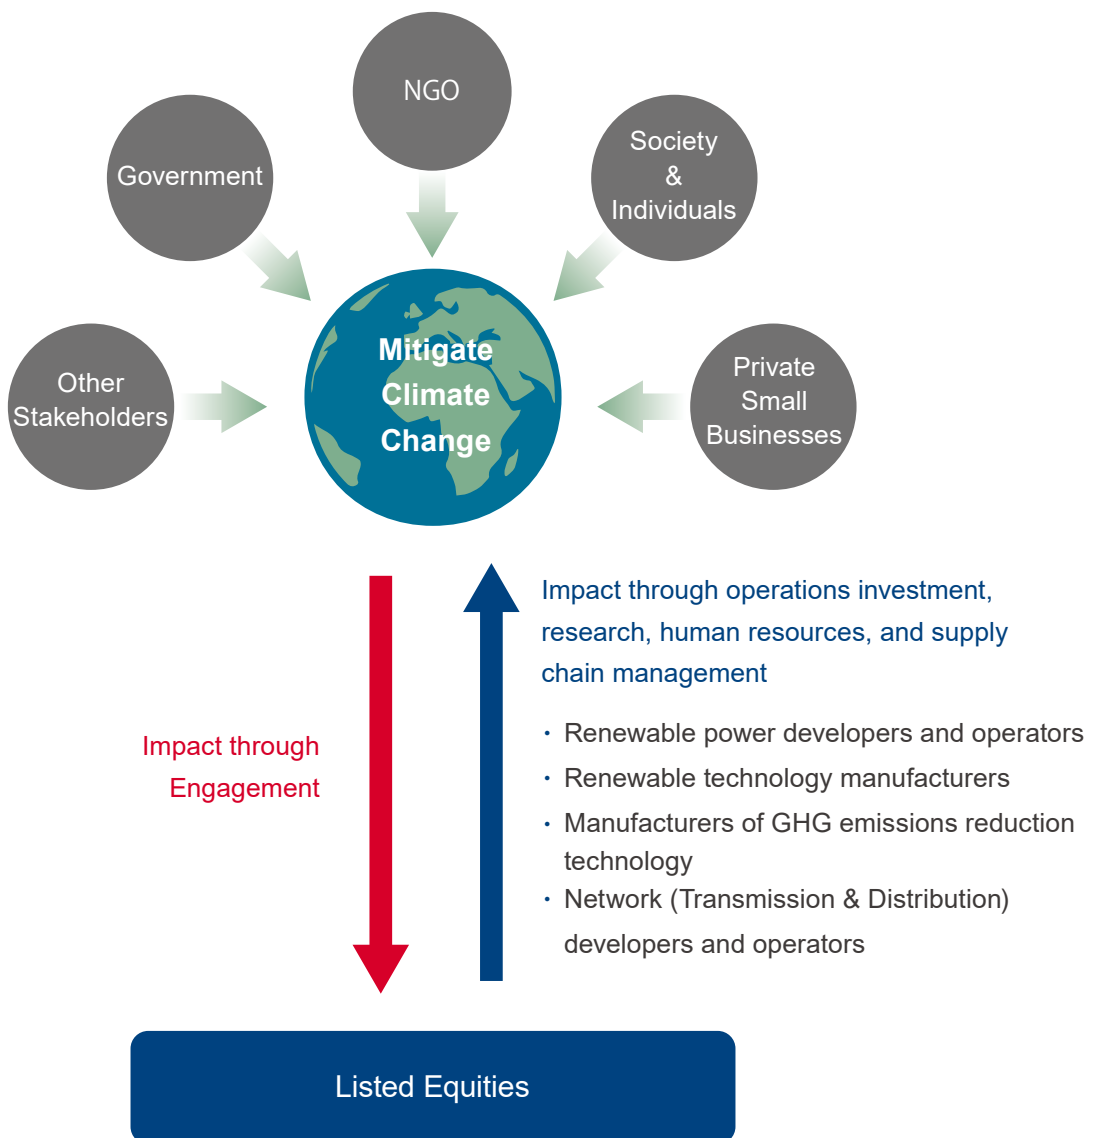 NGO
Government
Society
&
Individuals
Other
Stakeholders
Mitigate
Climate
Change
Private
Small
Businesses
Impact through operations investment,
research, human resources, and supply
chain management
Impact through
Engagement
· Renewable power developers and operators
· Renewable technology manufacturers
· Manufacturers of GHG emissions reduction
technology
· Network (Transmission & Distribution)
developers and operators
Listed Equities